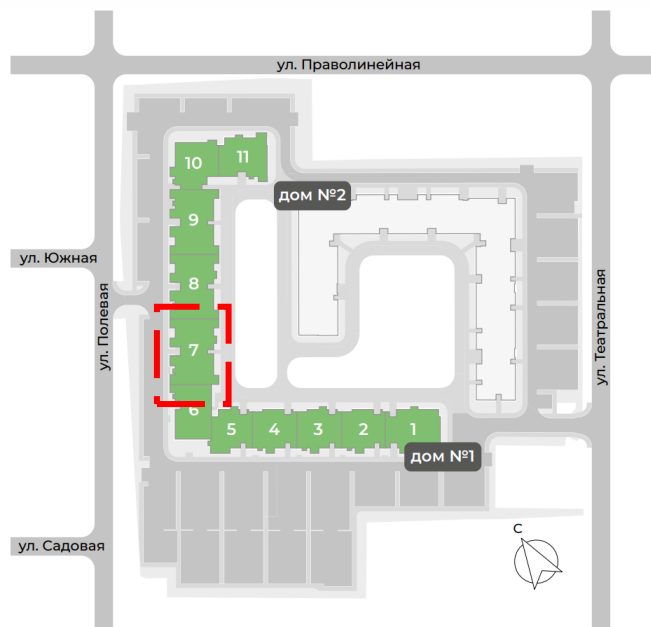 ул. Праволинейная
10
11
дом №2
9
ул. Южная
8
ул. Полевая
ул. Театральная
7
6
5
4
3
2
1
дом №1
С
ул. Садовая